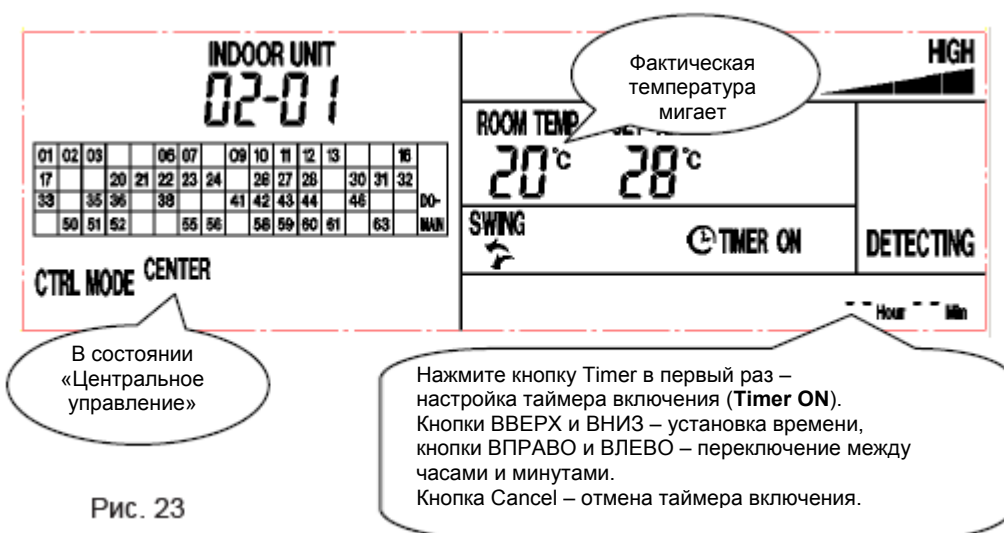 INDOOR UNIT
02-01
01 02 03 06 07 09 10 11 12 13 16
17 20 21 22 23 24 26 27 28 30 31 32
33 35 36 38 41 42 43 44 46 DO-
50 51 52 55 56 58 59 60 61 63 MAIN
CTRL MODE CENTER
В состоянии
«Центральное
управление»
Рис. 23
Фактическая
температура
мигает
HIGH
ROOM TEMP
20°C 28°C
SWING
TIMER ON
DETECTING
-- Hour -- Min
Нажмите кнопку Timer в первый раз –
настройка таймера включения (Timer ON).
Кнопки ВВЕРХ и ВНИЗ – установка времени,
кнопки ВПРАВО и ВЛЕВО – переключение между
часами и минутами.
Кнопка Cancel – отмена таймера включения.